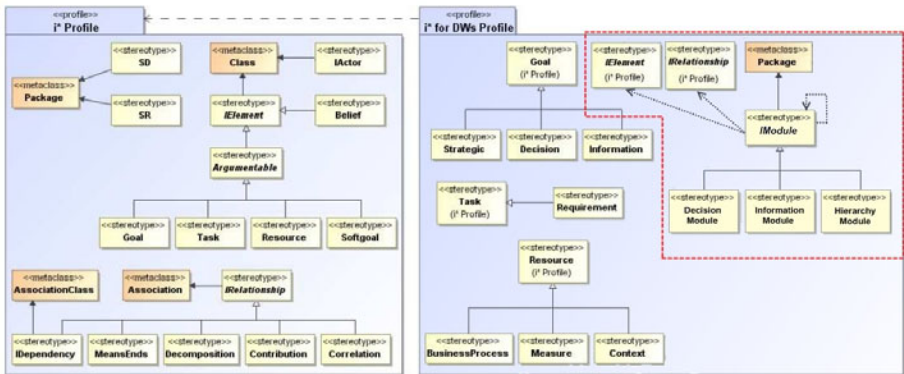 <<profile>>
i* Profile
<<stereotype>>
SD
<<metaclass>>
Package
<<stereotype>>
SR
<<metaclass>>
Class
<<stereotype>>
IActor
<<stereotype>>
IElement
<<stereotype>>
Belief
<<stereotype>>
Argumentable
<<stereotype>>
Goal
<<stereotype>>
Task
<<stereotype>>
Resource
<<stereotype>>
Softgoal
<<metaclass>>
AssociationClass
<<metaclass>>
Association
<<stereotype>>
IRelationship
<<stereotype>>
IDependency
<<stereotype>>
MeansEnds
<<stereotype>>
Decomposition
<<stereotype>>
Contribution
<<stereotype>>
Correlation
<<profile>>
i* for DWs Profile
<<stereotype>>
Goal
(i* Profile)
<<stereotype>>
IElement
(i* Profile)
<<stereotype>>
IRelationship
(i* Profile)
<<metaclass>>
Package
<<stereotype>>
IModule
<<stereotype>>
Strategic
<<stereotype>>
Decision
<<stereotype>>
Information
<<stereotype>>
Task
(i* Profile)
<<stereotype>>
Requirement
<<stereotype>>
Decision
Module
<<stereotype>>
Information
Module
<<stereotype>>
Hierarchy
Module
<<stereotype>>
Resource
(i* Profile)
<<stereotype>>
BusinessProcess
<<stereotype>>
Measure
<<stereotype>>
Context